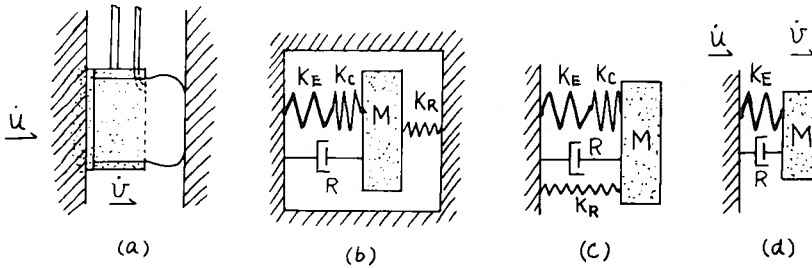 u̇
v̇
(a)
K_E K_C
M
K_R
R
(b)
K_E K_C
M
R
K_R
(c)
u̇ v̇
K_E
M
R
(d)